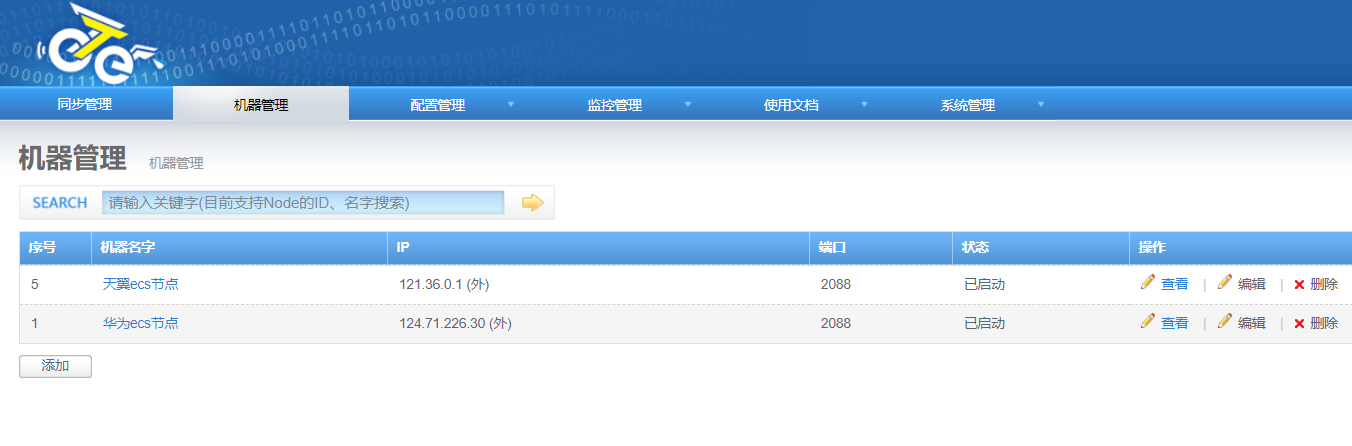 OTTe
同步管理 机器管理 配置管理 监控管理 使用文档 系统管理
机器管理 机器管理
SEARCH 请输入关键字(目前支持Node的ID、名字搜索)
序号 机器名字 IP 端口 状态 操作
5 天翼ecs节点 121.36.0.1 (外) 2088 已启动 查看 | 编辑 | 删除
1 华为ecs节点 124.71.226.30 (外) 2088 已启动 查看 | 编辑 | 删除
添加